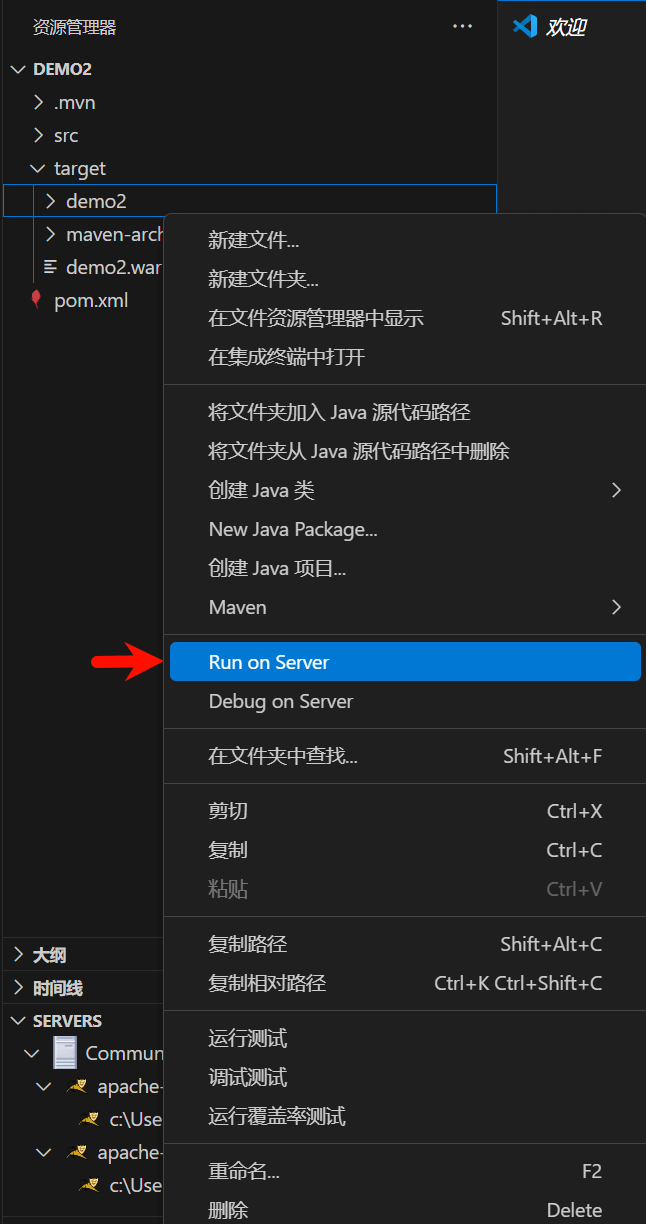 资源管理器 ···
欢迎
DEMO2
.mvn
src
target
demo2
maven-arch
demo2.war
pom.xml
新建文件...
新建文件夹...
在文件资源管理器中显示 Shift+Alt+R
在集成终端中打开
将文件夹加入 Java 源代码路径
将文件夹从 Java 源代码路径中删除
创建 Java 类
New Java Package...
创建 Java 项目...
Maven
Run on Server
Debug on Server
在文件夹中查找... Shift+Alt+F
剪切 Ctrl+X
复制 Ctrl+C
粘贴 Ctrl+V
复制路径 Shift+Alt+C
复制相对路径 Ctrl+K Ctrl+Shift+C
运行测试
调试测试
运行覆盖率测试
重命名... F2
删除 Delete
大纲
时间线
SERVERS
Commun
apache-
c:\Use
apache-
c:\Use